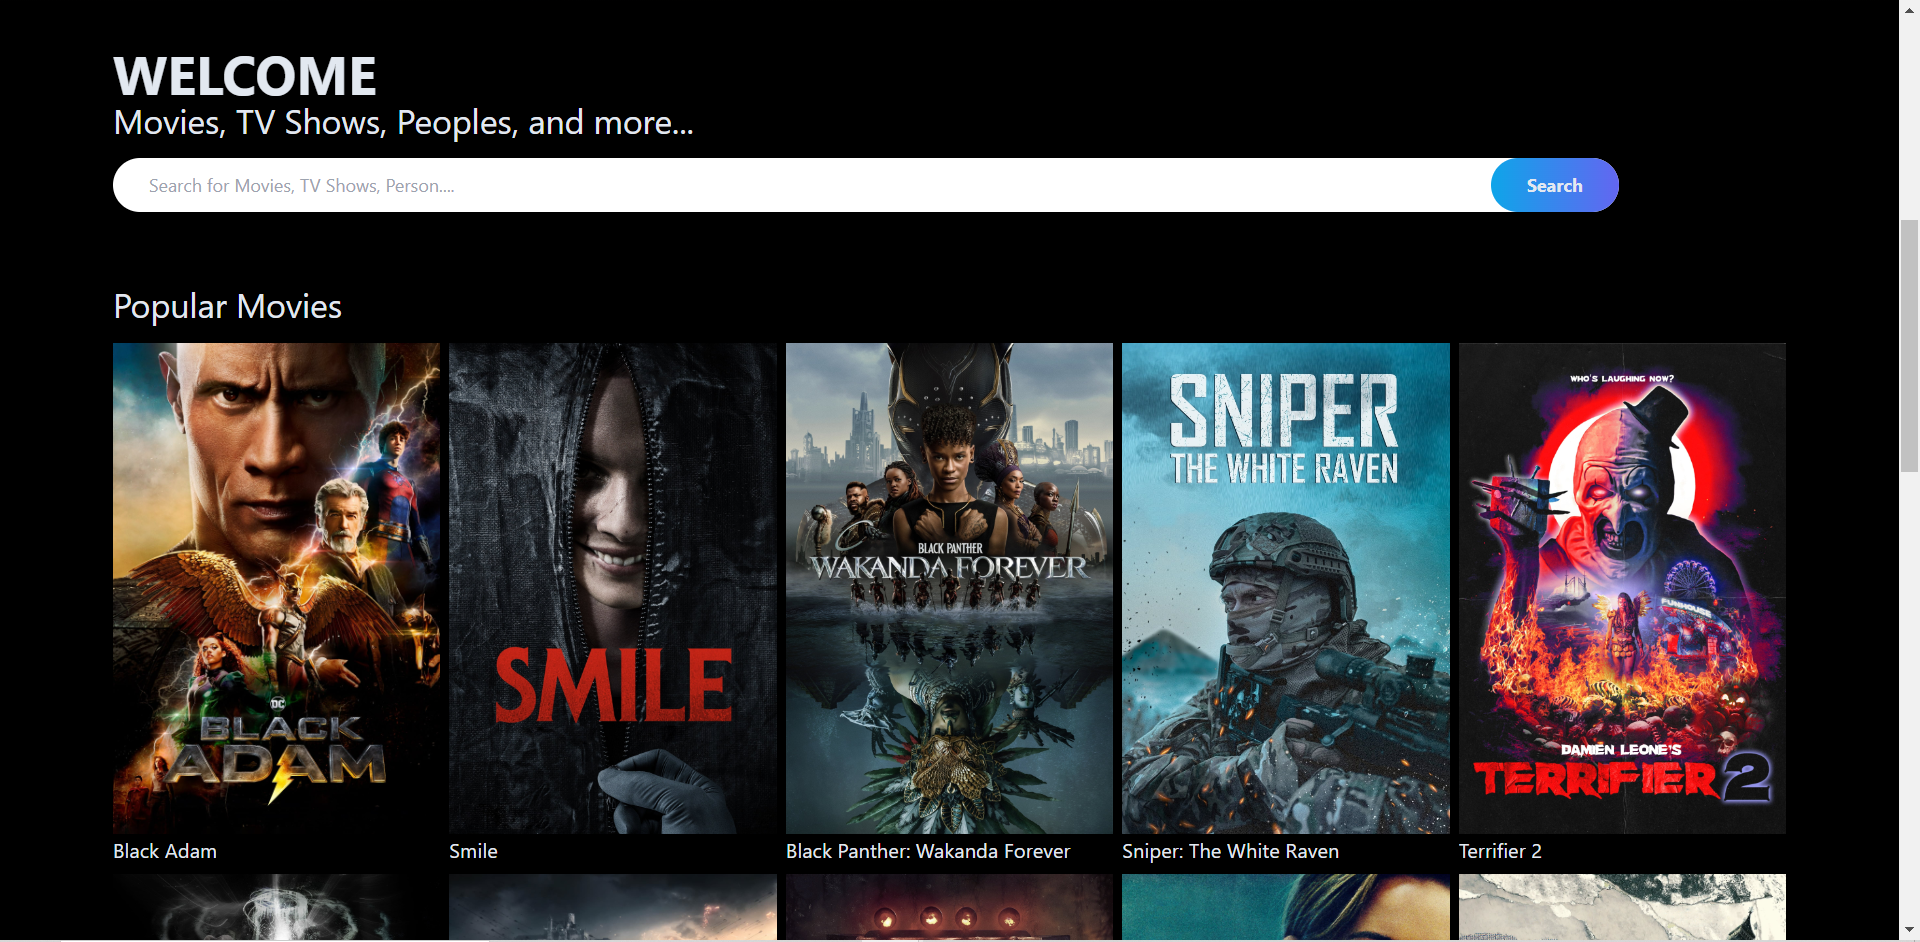 WELCOME
Movies, TV Shows, Peoples, and more...
Search for Movies, TV Shows, Person....
Search
Popular Movies
DC
BLACK
ADAM
SMILE
BLACK PANTHER
WAKANDA FOREVER
SNIPER
THE WHITE RAVEN
WHO'S LAUGHING NOW?
FUNHOUSE
DAMIEN LEONE'S
TERRIFIER 2
Black Adam
Smile
Black Panther: Wakanda Forever
Sniper: The White Raven
Terrifier 2